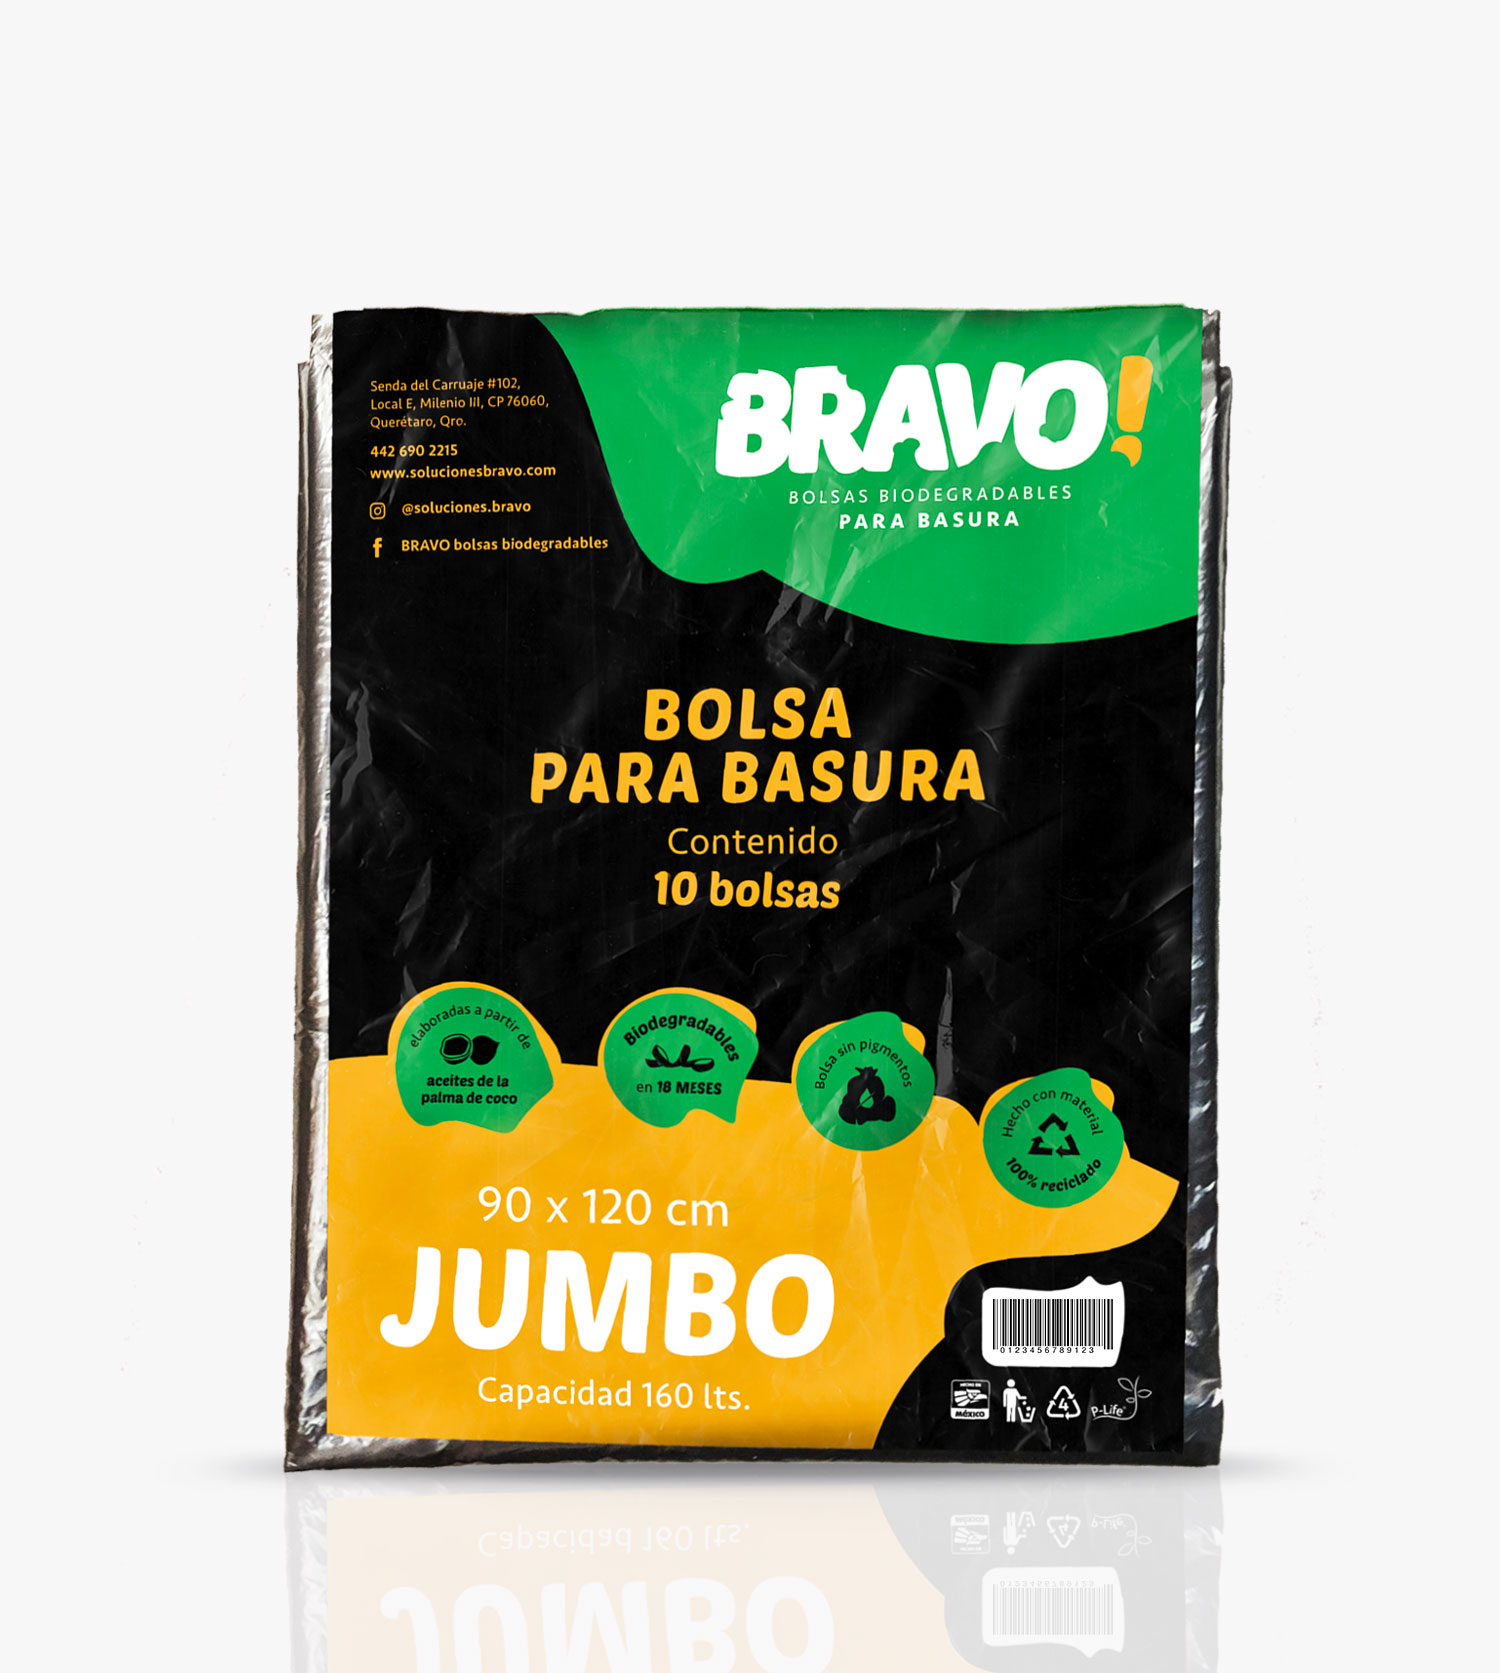 Senda del Carruaje #102,
Local E, Milenio III, CP 76060,
Querétaro, Qro.
442 690 2215
www.solucionesbravo.com
@soluciones.bravo
BRAVO bolsas biodegradables
BRAVO!
BOLSAS BIODEGRADABLES
PARA BASURA
BOLSA
PARA BASURA
Contenido
10 bolsas
elaboradas a partir de
aceites de la
palma de coco
Biodegradables
en 18 MESES
Bolsa sin pigmentos
Hecho con material
100% reciclado
90 x 120 cm
JUMBO
Capacidad 160 lts.
0123456789123
HECHO EN
MÉXICO
4
P-Life